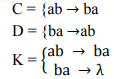 C = {ab → ba
D = {ba →ab
K = {ab → ba
ba → λ